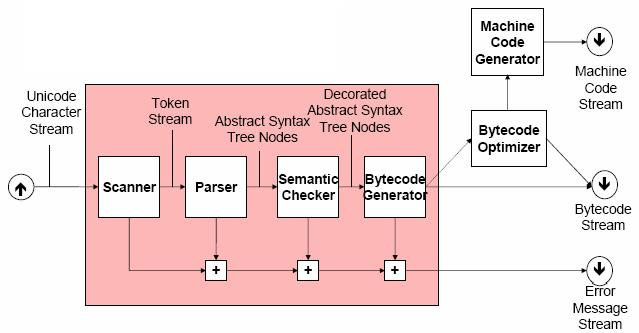 Machine
Code
Generator
Machine
Code
Stream
Unicode
Character
Stream
Token
Stream
Abstract Syntax
Tree Nodes
Decorated
Abstract Syntax
Tree Nodes
Bytecode
Optimizer
Scanner
Parser
Semantic
Checker
Bytecode
Generator
Bytecode
Stream
+
+
+
Error
Message
Stream